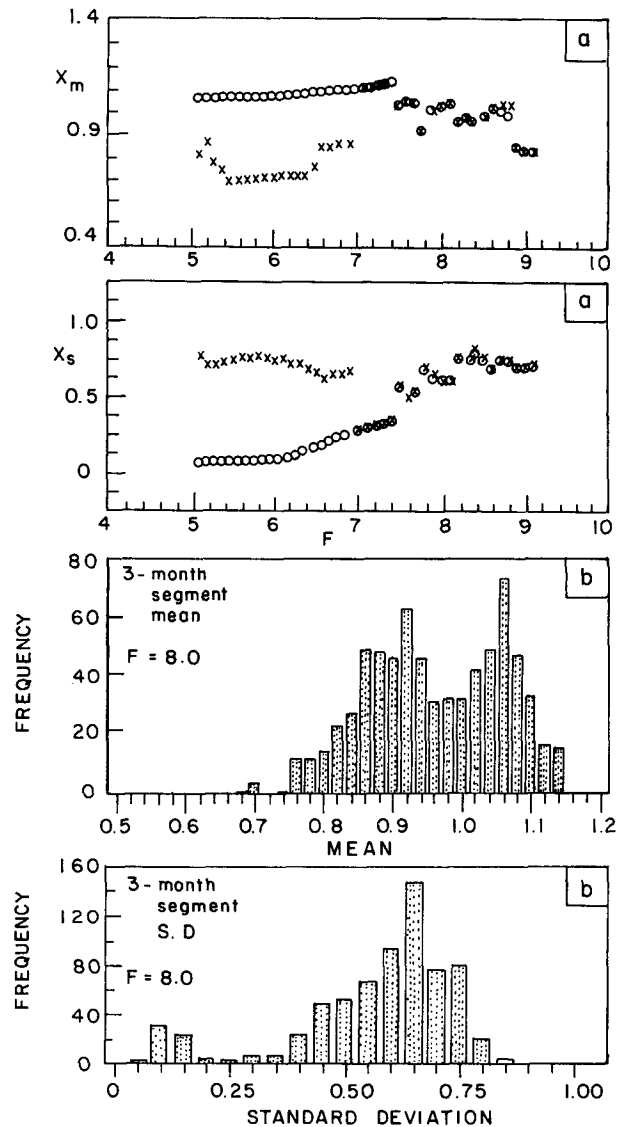 1.4
a
Xm
0.9
0.4
4 5 6 7 8 9 10
a
1.0
Xs
0.5
0
4 5 6 7 8 9 10
F
80
b
3- month
segment
mean
F = 8.0
60
40
20
0
FREQUENCY
0.5 0.6 0.7 0.8 0.9 1.0 1.1 1.2
MEAN
160
b
3- month
segment
S. D
F = 8.0
120
80
40
0
FREQUENCY
0 0.25 0.50 0.75 1.00
STANDARD DEVIATION